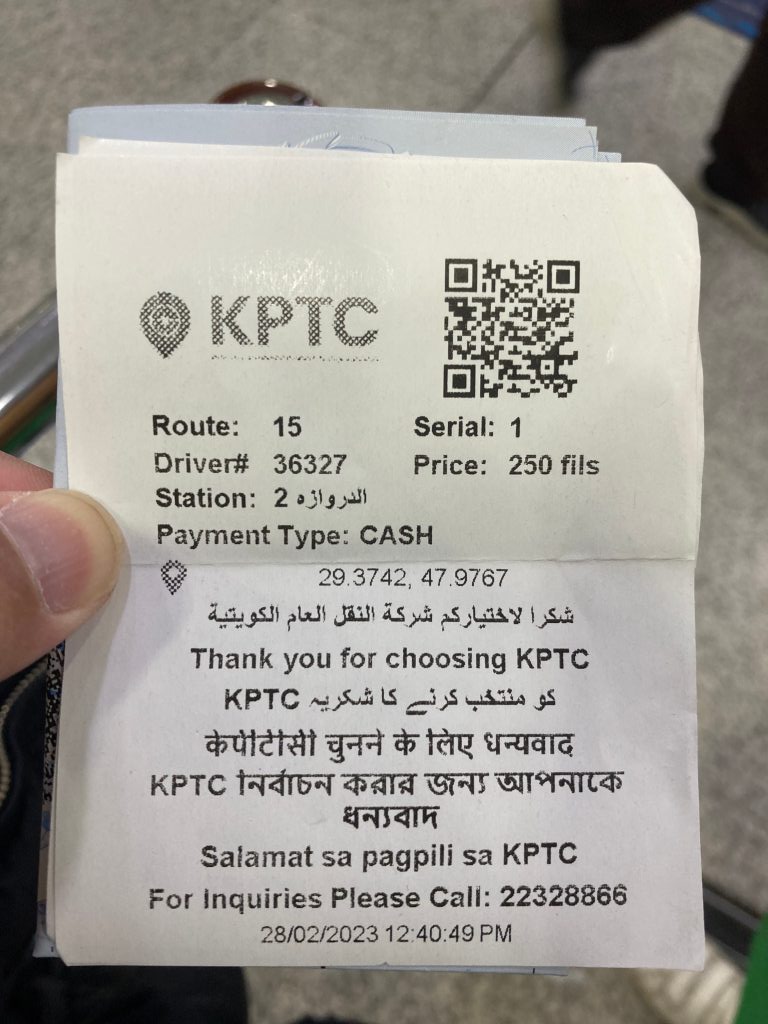 KPTC
Route: 15 Serial: 1
Driver# 36327 Price: 250 fils
Station: 2 الدروازه
Payment Type: CASH
29.3742, 47.9767
شكرا لاختياركم شركة النقل العام الكويتية
Thank you for choosing KPTC
KPTC کو منتخب کرنے کا شکریہ
केपीटीसी चुनने के लिए धन्यवाद
KPTC নির্বাচন করার জন্য আপনাকে
ধন্যবাদ
Salamat sa pagpili sa KPTC
For Inquiries Please Call: 22328866
28/02/2023 12:40:49 PM